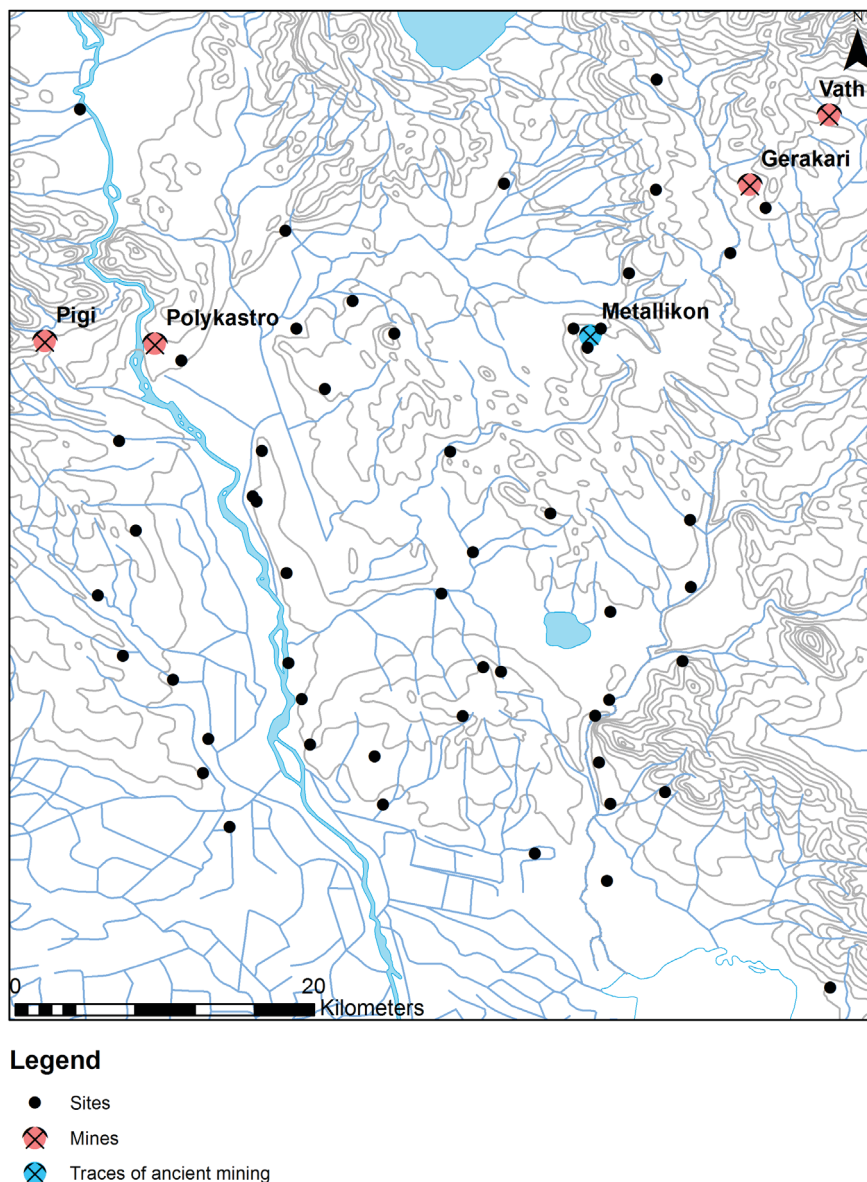 N
Vath
Gerakari
Metallikon
Pigi
Polykastro
0 20
Kilometers
Legend
Sites
Mines
Traces of ancient mining